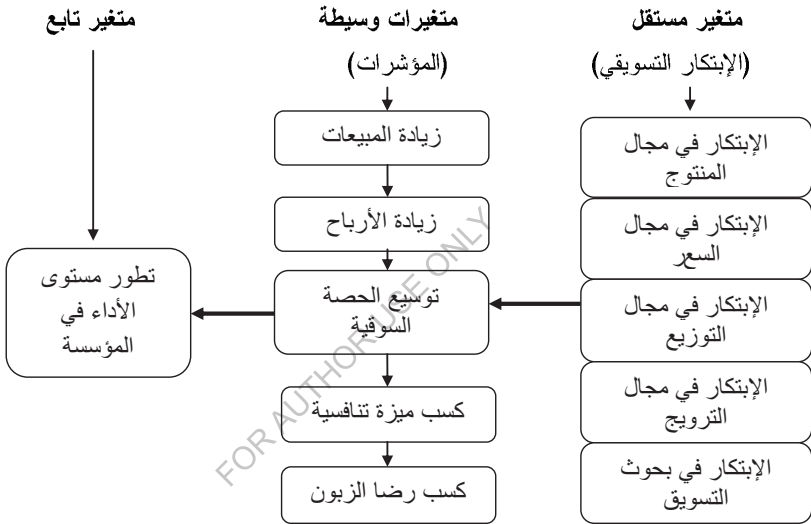 متغير مستقل
(الإبتكار التسويقي)
الإبتكار في مجال
المنتوج
الإبتكار في مجال
السعر
الإبتكار في مجال
التوزيع
الإبتكار في مجال
الترويج
الإبتكار في بحوث
التسويق
متغيرات وسيطة
(المؤشرات)
زيادة المبيعات
زيادة الأرباح
توسيع الحصة
السوقية
كسب ميزة تنافسية
كسب رضا الزبون
متغير تابع
تطور مستوى
الأداء في
المؤسسة
FOR AUTHOR USE ONLY